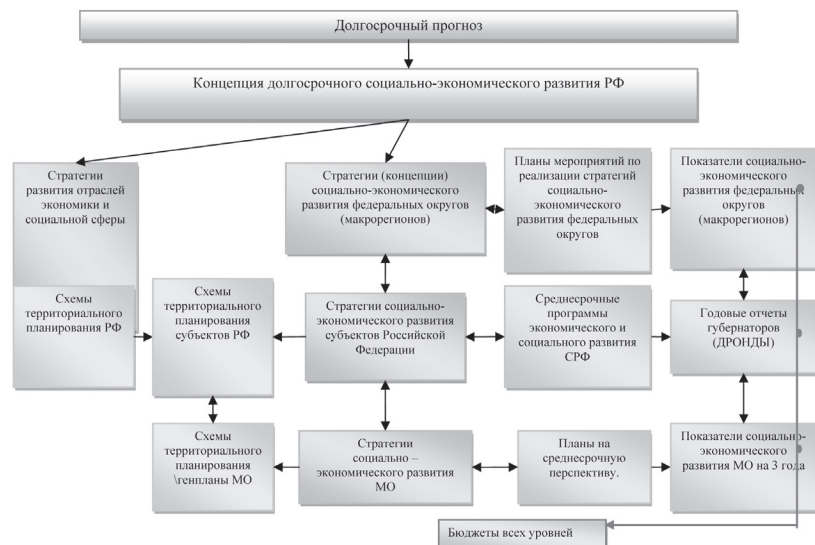 Долгосрочный прогноз
Концепция долгосрочного социально-экономического развития РФ
Стратегии
развития отраслей
экономики и
социальной сферы
Стратегии (концепции)
социально-экономического
развития федеральных округов
(макрорегионов)
Планы мероприятий по
реализации стратегий
социально-
экономического
развития федеральных
округов
Показатели социально-
экономического
развития федеральных
округов
(макрорегионов)
Схемы
территориального
планирования РФ
Схемы
территориального
планирования
субъектов РФ
Стратегии социально-
экономического развития
субъектов Российской
Федерации
Среднесрочные
программы
экономического и
социального развития
СРФ
Годовые отчеты
губернаторов
(ДРОНДЫ)
Схемы
территориального
планирования
\генпланы МО
Стратегии
социально –
экономического развития
МО
Планы на
среднесрочную
перспективу.
Показатели социально-
экономического
развития МО на 3 года
Бюджеты всех уровней